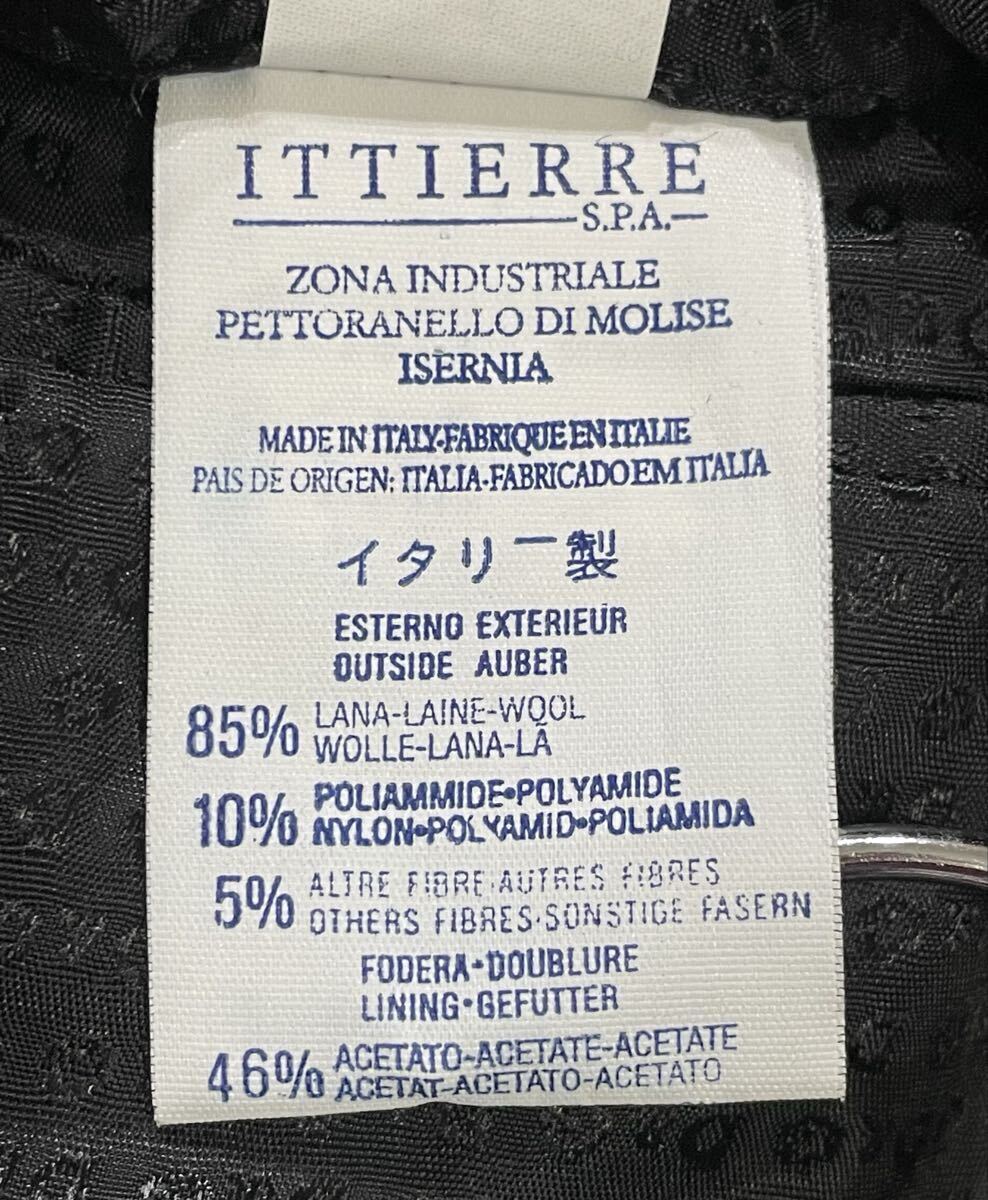 ITTIERRE
S.P.A.
ZONA INDUSTRIALE
PETTORANELLO DI MOLISE
ISERNIA
MADE IN ITALY-FABRIQUE EN ITALIE
PAIS DE ORIGEN: ITALIA-FABRICADO EM ITALIA
イタリー製
ESTERNO EXTERIEUR
OUTSIDE AUBER
85% LANA-LAINE-WOOL
WOLLE-LANA-LÃ
10% POLIAMMIDE•POLYAMIDE
NYLON•POLYAMID•POLIAMIDA
5% ALTRE FIBRE·AUTRES FIBRES
OTHERS FIBRES·SONSTIGE FASERN
FODERA•DOUBLURE
LINING•GEFUTTER
46% ACETATO-ACETATE-ACETATE
ACETAT-ACETATO-ACETATO